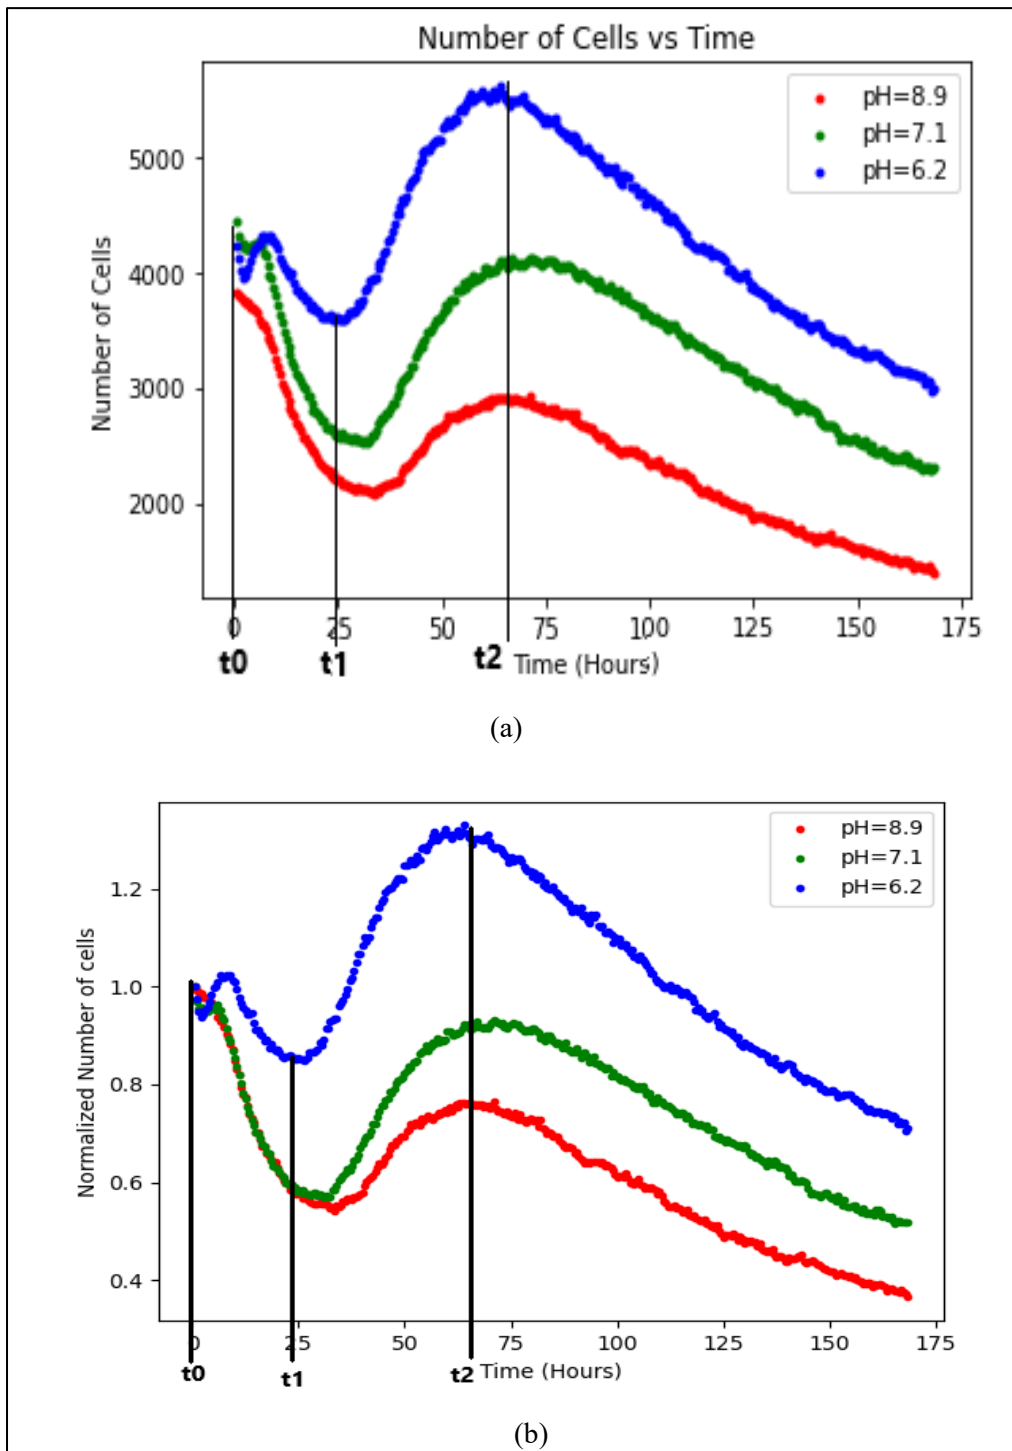 Number of Cells vs Time
pH=8.9
pH=7.1
pH=6.2
Number of Cells
5000
4000
3000
2000
0 25 50 75 100 125 150 175
t0 t1 t2 Time (Hours)
(a)
pH=8.9
pH=7.1
pH=6.2
Normalized Number of cells
1.2
1.0
0.8
0.6
0.4
0 25 50 75 100 125 150 175
t0 t1 t2 Time (Hours)
(b)